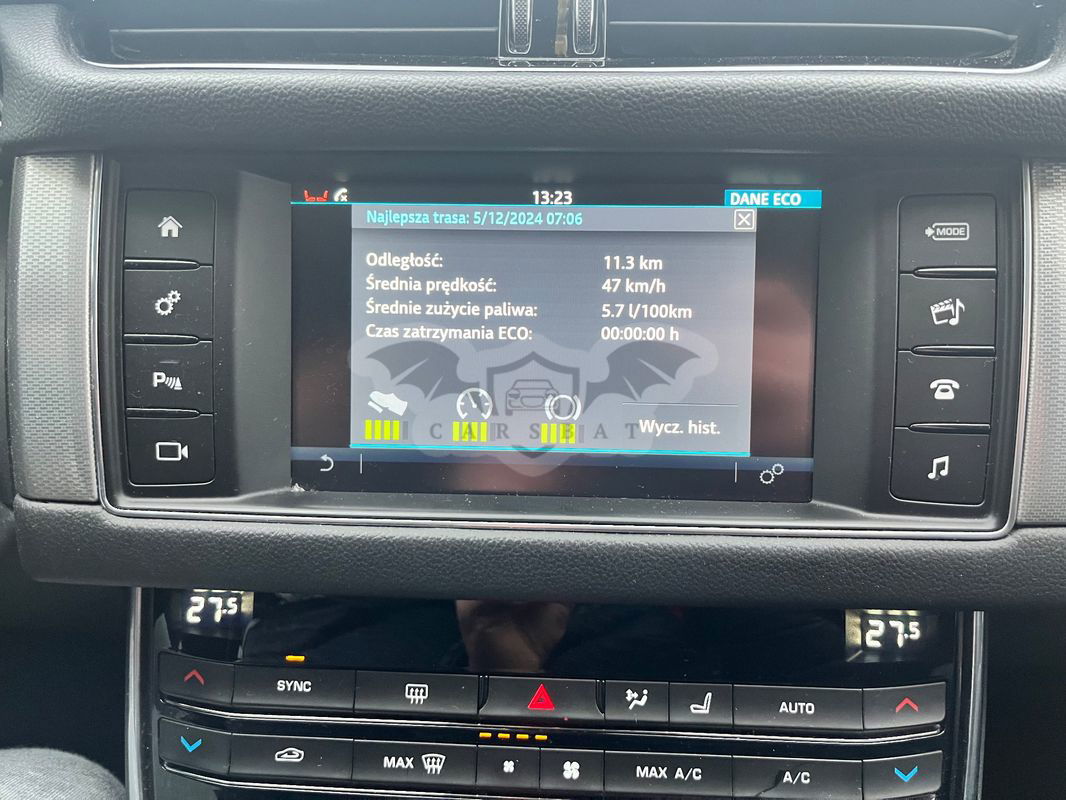 13:23
DANE ECO
Najlepsza trasa: 5/12/2024 07:06
Odległość: 11.3 km
Średnia prędkość: 47 km/h
Średnie zużycie paliwa: 5.7 l/100km
Czas zatrzymania ECO: 00:00:00 h
Wycz. hist.
CARSBAT
MODE
P
27.5
27.5
SYNC
AUTO
MAX
MAX A/C
A/C